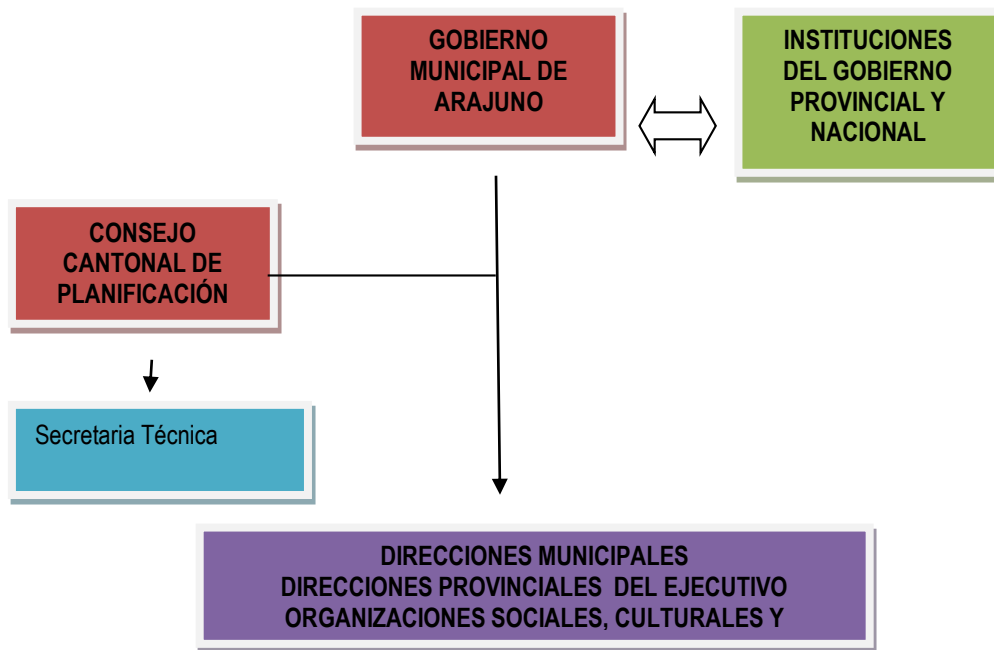 GOBIERNO
MUNICIPAL DE
ARAJUNO
INSTITUCIONES
DEL GOBIERNO
PROVINCIAL Y
NACIONAL
CONSEJO
CANTONAL DE
PLANIFICACIÓN
Secretaria Técnica
DIRECCIONES MUNICIPALES
DIRECCIONES PROVINCIALES DEL EJECUTIVO
ORGANIZACIONES SOCIALES, CULTURALES Y